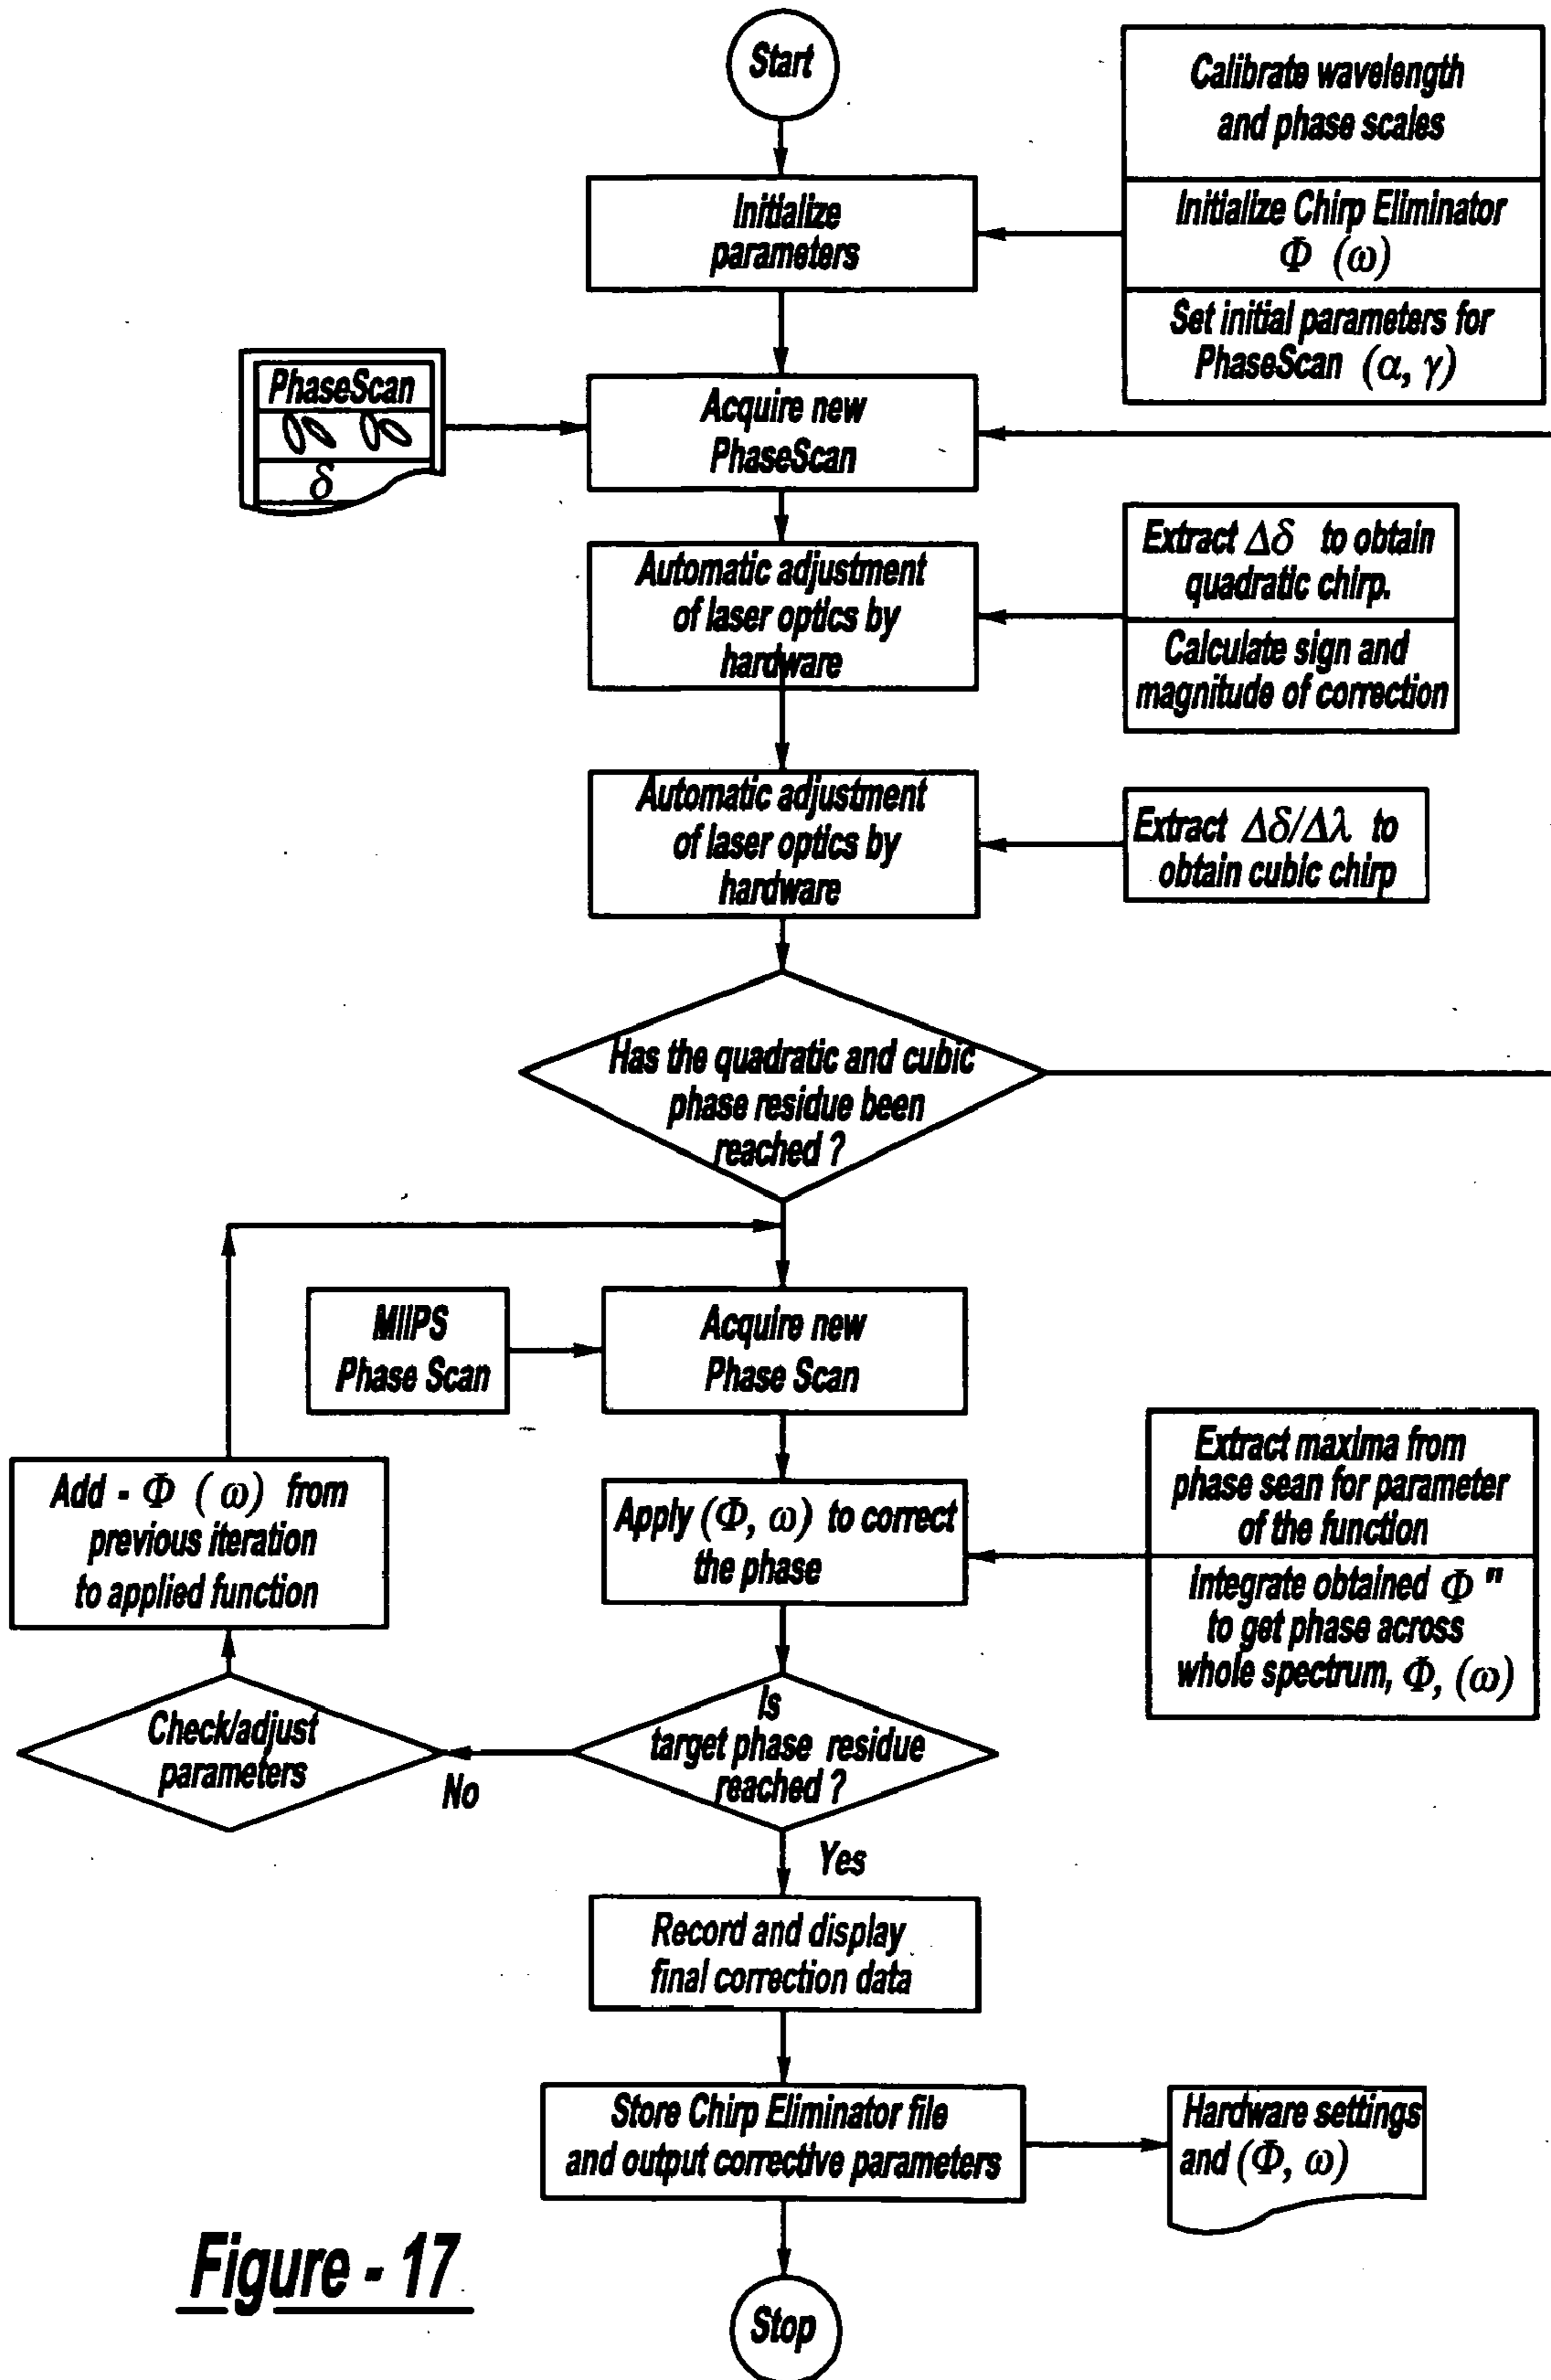 Start
Calibrate wavelength
and phase scales
Initialize Chirp Eliminator
Φ (ω)
Set initial parameters for
PhaseScan (α, γ)
Initialize
parameters
PhaseScan
δ
Acquire new
PhaseScan
Automatic adjustment
of laser optics by
hardware
Extract Δδ to obtain
quadratic chirp.
Calculate sign and
magnitude of correction
Automatic adjustment
of laser optics by
hardware
Extract Δδ/Δλ to
obtain cubic chirp
Has the quadratic and cubic
phase residue been
reached ?
MIIPS
Phase Scan
Acquire new
Phase Scan
Add - Φ ( ω) from
previous iteration
to applied function
Apply (Φ, ω) to correct
the phase
Extract maxima from
phase sean for parameter
of the function
Integrate obtained Φ "
to get phase across
whole spectrum, Φ, (ω)
Check/adjust
parameters
No
Is
target phase residue
reached ?
Yes
Record and display
final correction data
Store Chirp Eliminator file
and output corrective parameters
Hardware settings
and (Φ, ω)
Figure - 17
Stop